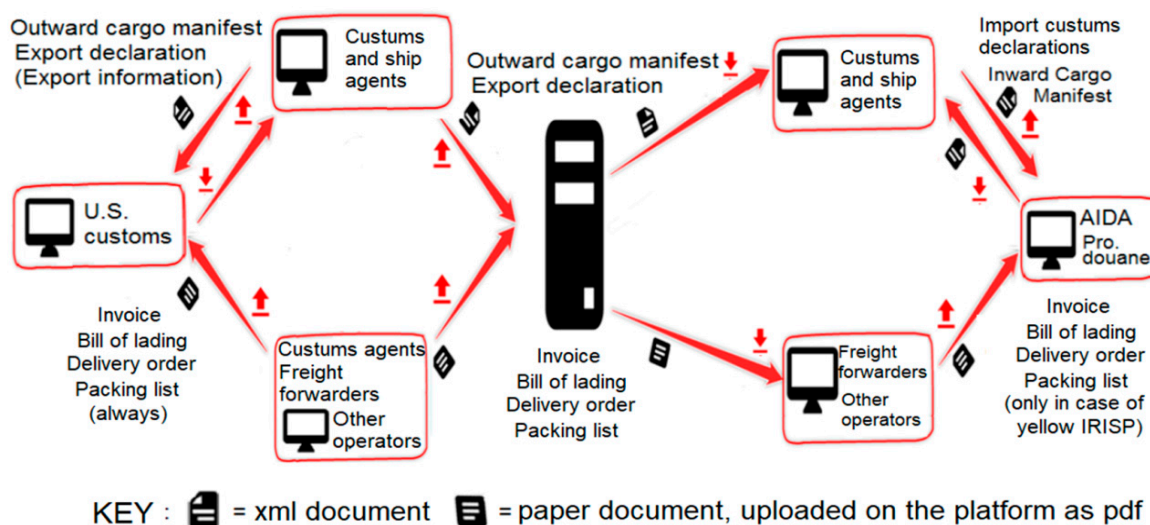 Outward cargo manifest
Export declaration
(Export information)
Custums
and ship
agents
Outward cargo manifest
Export declaration
Custums
and ship
agents
Import custums
declarations
Inward Cargo
Manifest
U.S.
customs
AIDA
Pro.
douane
Invoice
Bill of lading
Delivery order
Packing list
(always)
Custums agents
Freight
forwarders
Other
operators
Invoice
Bill of lading
Delivery order
Packing list
Freight
forwarders
Other
operators
Invoice
Bill of lading
Delivery order
Packing list
(only in case of
yellow IRISP)
KEY : = xml document = paper document, uploaded on the platform as pdf